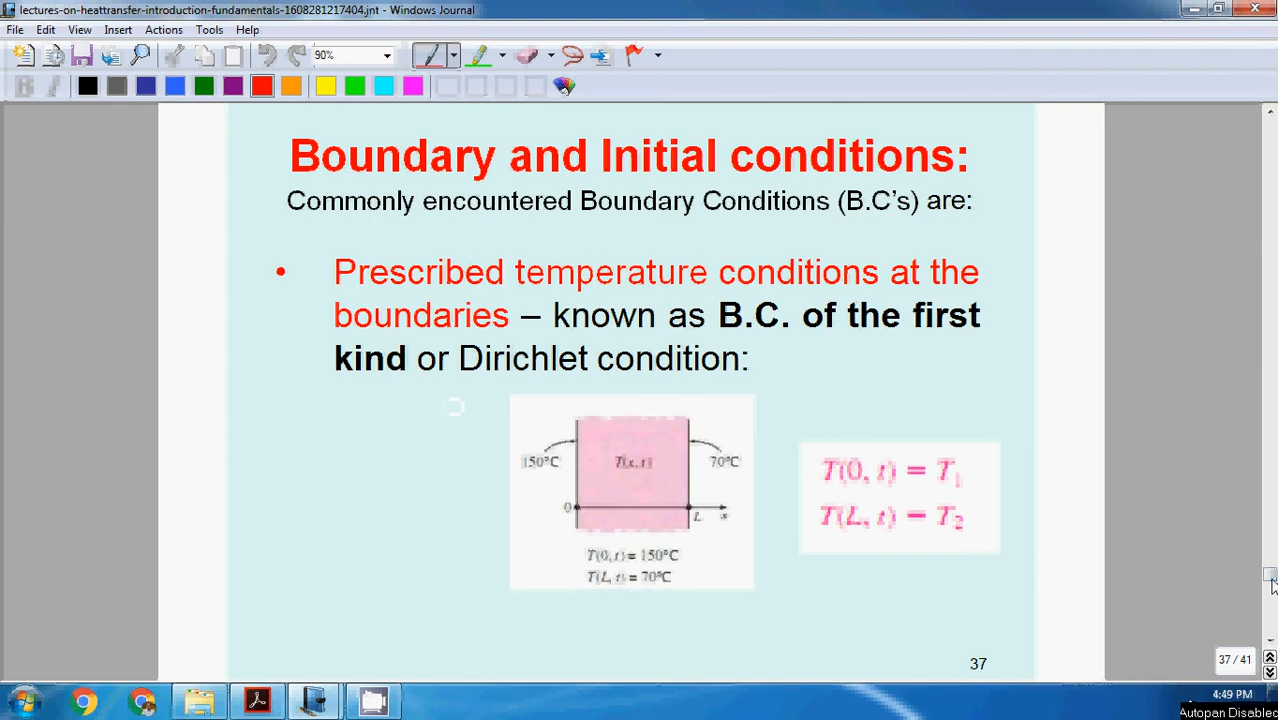 lectures-on-heattransfer-introduction-fundamentals-1608281217404.jnt - Windows Journal
File Edit View Insert Actions Tools Help
90%
Boundary and Initial conditions:
Commonly encountered Boundary Conditions (B.C's) are:
• Prescribed temperature conditions at the
boundaries – known as B.C. of the first
kind or Dirichlet condition:
150°C T(x, t) 70°C
0 L x
T(0, t) = 150°C
T(L, t) = 70°C
T(0, t) = T₁
T(L, t) = T₂
37
37 / 41
4:49 PM
Autopan Disabled